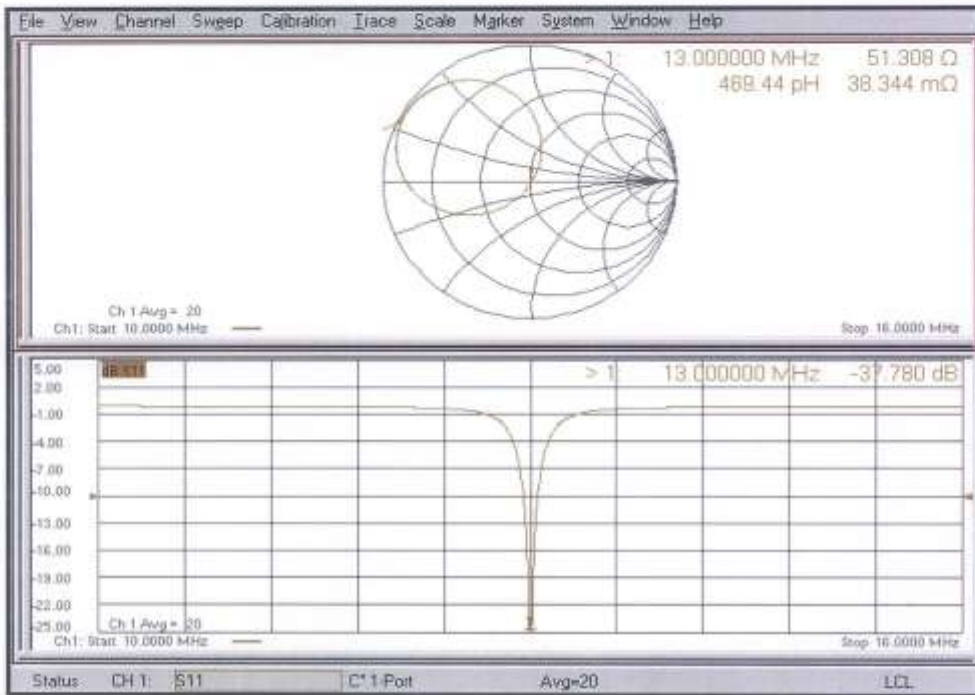 File View Channel Sweep Calibration Trace Scale Marker System Window Help
> 1: 13.000000 MHz 51.308 Ω
469.44 pH 38.344 mΩ
Ch 1 Avg = 20
Ch1: Start 10.0000 MHz
Stop 16.0000 MHz
5.00
dB S11
> 1: 13.000000 MHz -37.780 dB
2.00
-1.00
-4.00
-7.00
-10.00
-13.00
-16.00
-19.00
-22.00
-25.00
Ch 1 Avg = 20
Ch1: Start 10.0000 MHz
Stop 16.0000 MHz
Status CH 1: S11 C* 1-Port Avg=20 LCL